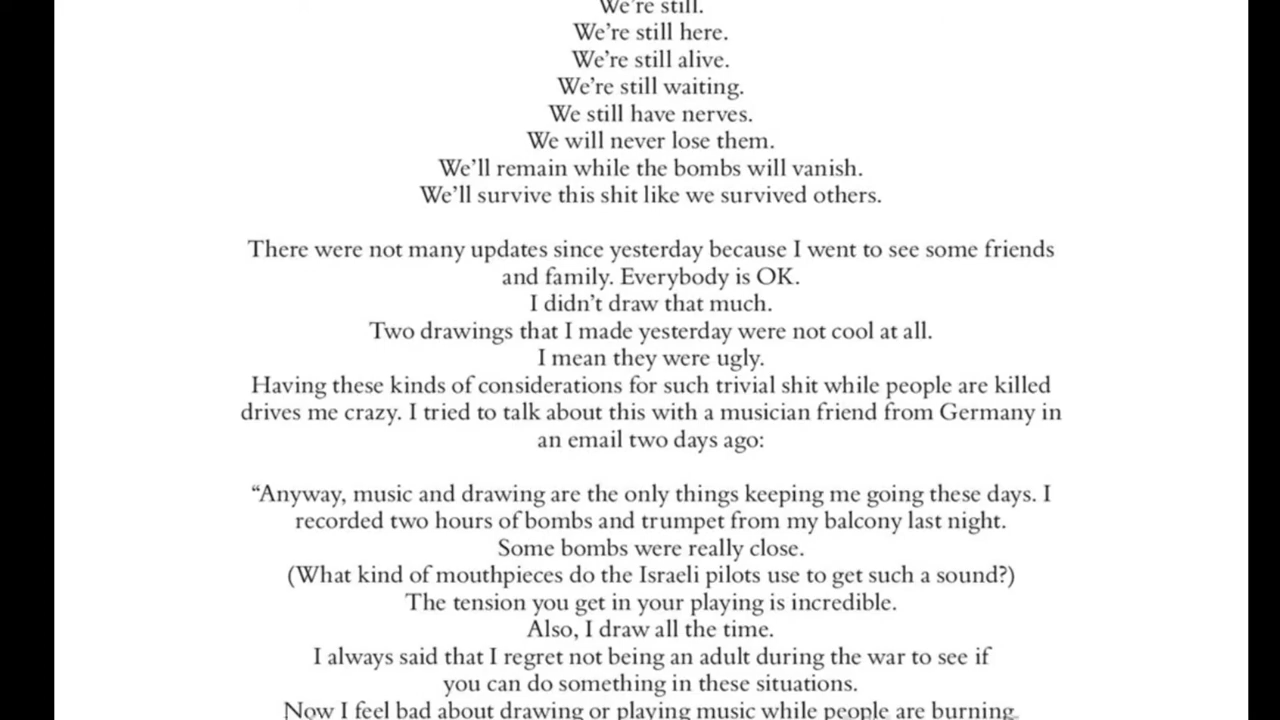 We're still.
We're still here.
We're still alive.
We're still waiting.
We still have nerves.
We will never lose them.
We'll remain while the bombs will vanish.
We'll survive this shit like we survived others.
There were not many updates since yesterday because I went to see some friends
and family. Everybody is OK.
I didn't draw that much.
Two drawings that I made yesterday were not cool at all.
I mean they were ugly.
Having these kinds of considerations for such trivial shit while people are killed
drives me crazy. I tried to talk about this with a musician friend from Germany in
an email two days ago:
“Anyway, music and drawing are the only things keeping me going these days. I
recorded two hours of bombs and trumpet from my balcony last night.
Some bombs were really close.
(What kind of mouthpieces do the Israeli pilots use to get such a sound?)
The tension you get in your playing is incredible.
Also, I draw all the time.
I always said that I regret not being an adult during the war to see if
you can do something in these situations.
Now I feel bad about drawing or playing music while people are burning.